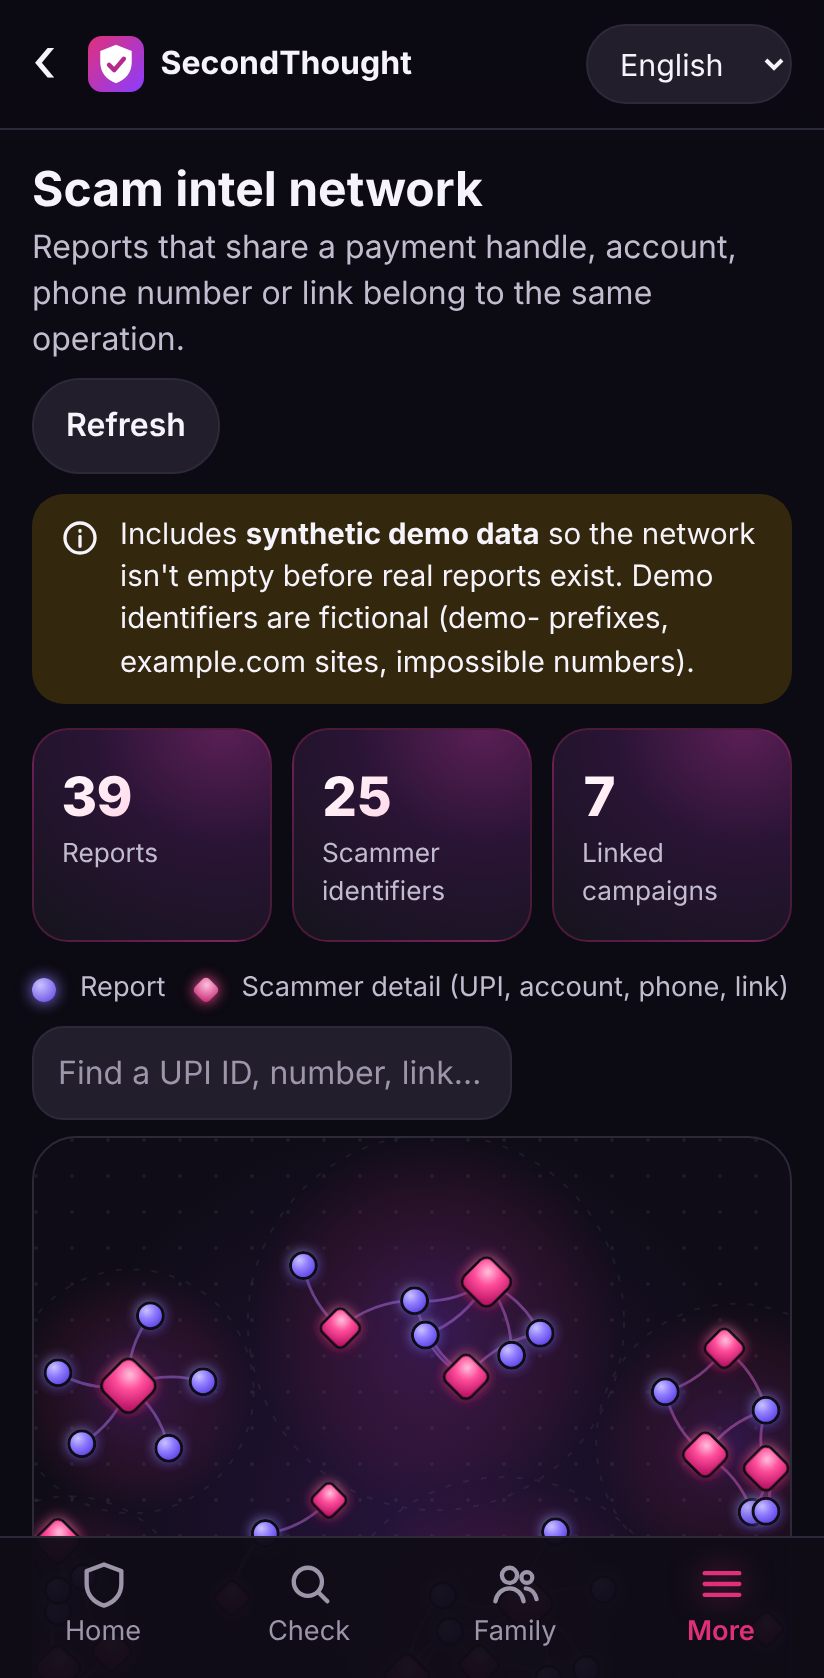 SecondThought
English
Scam intel network
Reports that share a payment handle, account,
phone number or link belong to the same
operation.
Refresh
Includes synthetic demo data so the network
isn't empty before real reports exist. Demo
identifiers are fictional (demo- prefixes,
example.com sites, impossible numbers).
39
Reports
25
Scammer
identifiers
7
Linked
campaigns
Report
Scammer detail (UPI, account, phone, link)
Find a UPI ID, number, link...
Home
Check
Family
More